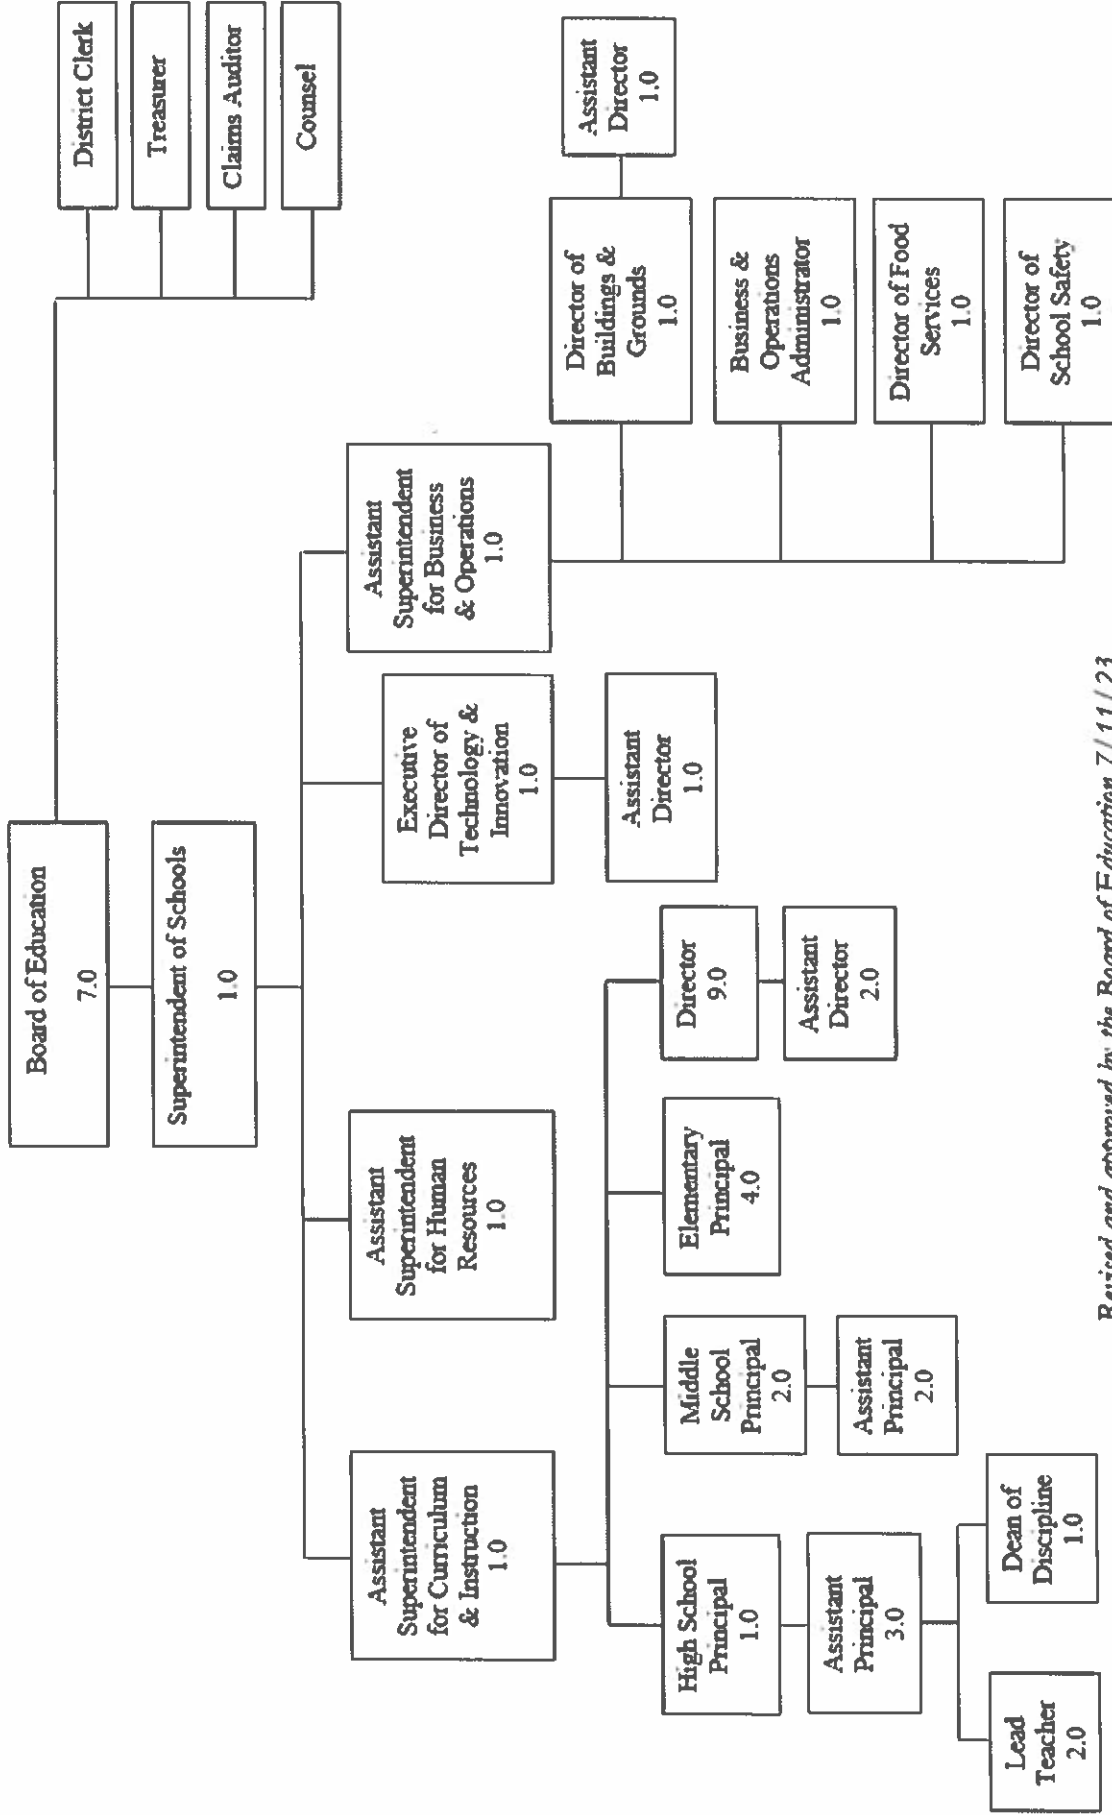 Board of Education
7.0
District Clerk
Treasurer
Claims Auditor
Counsel
Superintendent of Schools
1.0
Assistant
Superintendent
for Curriculum
& Instruction
1.0
Assistant
Superintendent
for Human
Resources
1.0
Executive
Director of
Technology &
Innovation
1.0
Assistant
Superintendent
for Business
& Operations
1.0
High School
Principal
1.0
Assistant
Principal
3.0
Lead
Teacher
2.0
Dean of
Discipline
1.0
Middle
School
Principal
2.0
Assistant
Principal
2.0
Elementary
Principal
4.0
Director
9.0
Assistant
Director
2.0
Assistant
Director
1.0
Director of
Buildings &
Grounds
1.0
Assistant
Director
1.0
Business &
Operations
Administrator
1.0
Director of Food
Services
1.0
Director of
School Safety
1.0
Revised and approved by the Board of Education 7/11/23